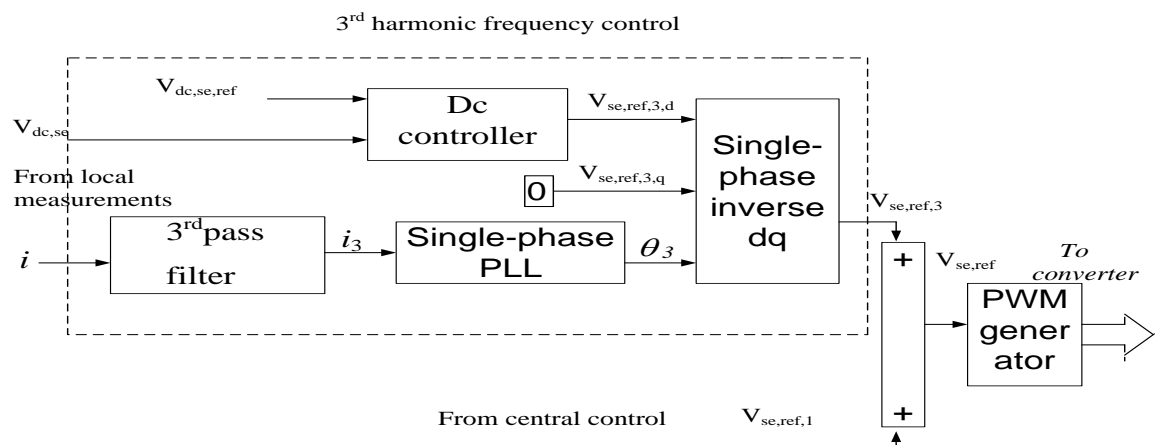 3rd harmonic frequency control
Vdc,se,ref
Vdc,se
Dc
controller
Vse,ref,3,d
Single-
phase
inverse
dq
0
Vse,ref,3,q
From local
measurements
i
3rd pass
filter
i3
Single-phase
PLL
θ3
Vse,ref,3
+
Vse,ref
To
converter
PWM
gener
ator
+
From central control
Vse,ref,1